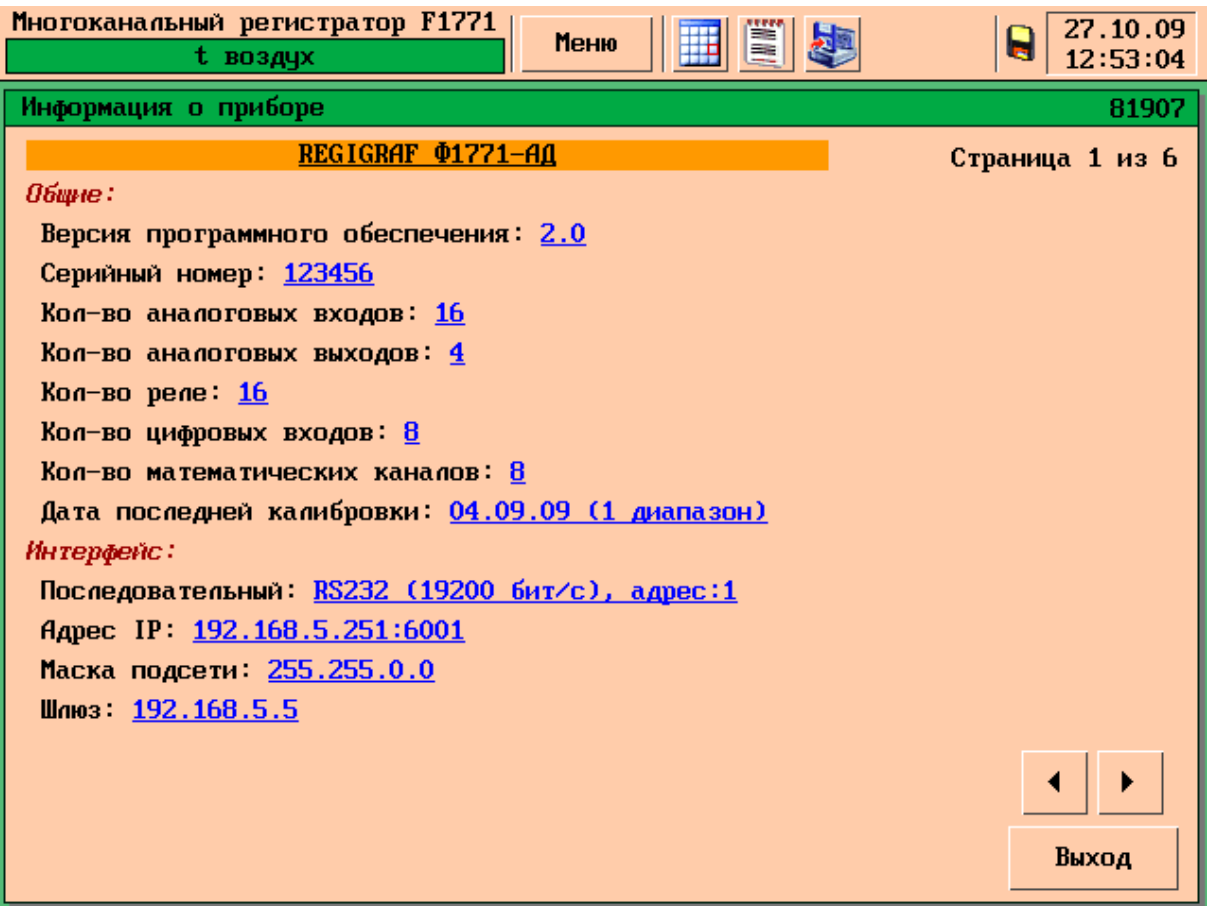 Многоканальный регистратор F1771
t воздух
Меню
27.10.09
12:53:04
Информация о приборе 81907
REGIGRAF Ф1771-АД
Страница 1 из 6
Общие:
Версия программного обеспечения: 2.0
Серийный номер: 123456
Кол-во аналоговых входов: 16
Кол-во аналоговых выходов: 4
Кол-во реле: 16
Кол-во цифровых входов: 8
Кол-во математических каналов: 8
Дата последней калибровки: 04.09.09 (1 диапазон)
Интерфейс:
Последовательный: RS232 (19200 бит/с), адрес:1
Адрес IP: 192.168.5.251:6001
Маска подсети: 255.255.0.0
Шлюз: 192.168.5.5
Выход